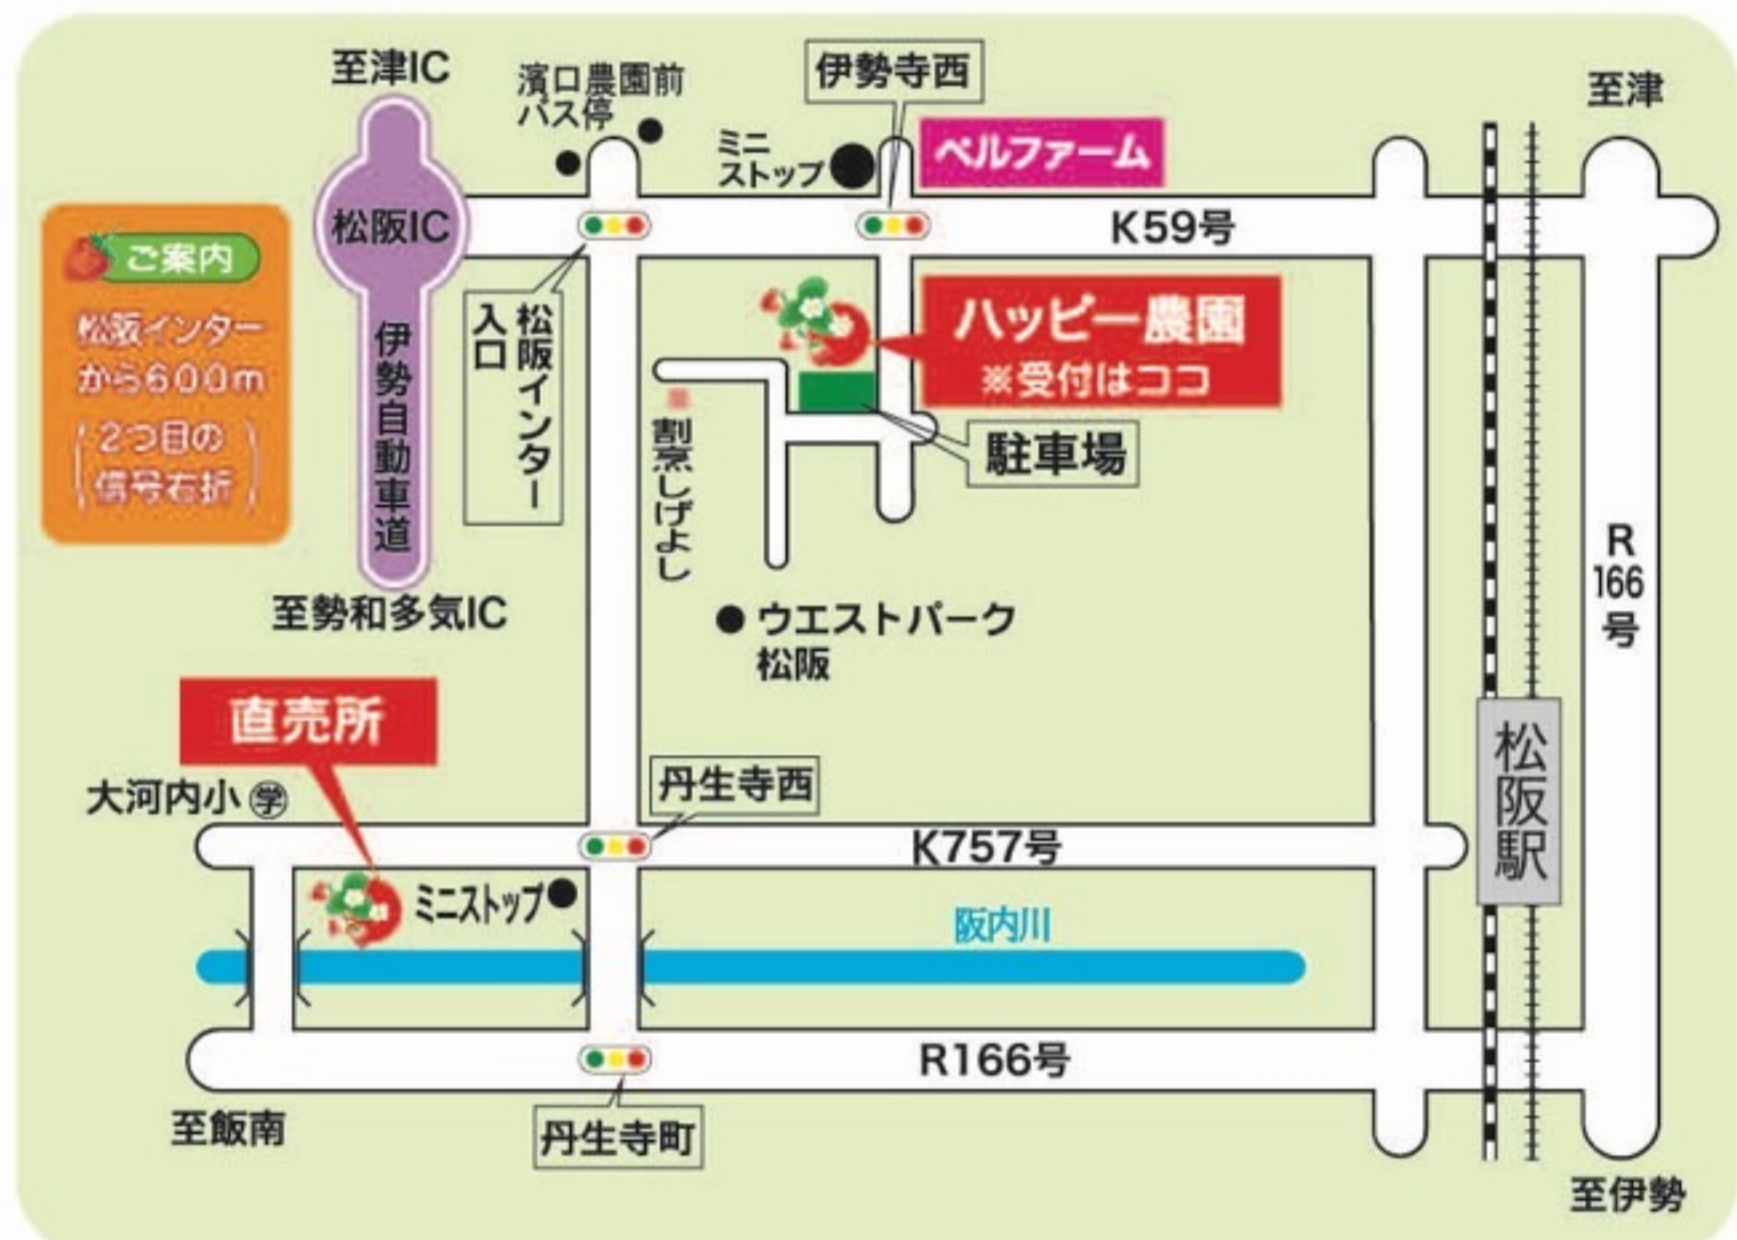 至津IC
濱口農園前
バス停
ミニ
ストップ
伊勢寺西
ベルファーム
至津
松阪IC
K59号
ご案内
松阪インター
から600m
(2つ目の
信号右折)
伊勢自動車道
松阪インター
入口
ハッピー農園
※受付はココ
駐車場
割烹しげよし
至勢和多気IC
ウエストパーク
松阪
R
166
号
直売所
大河内小学
丹生寺西
K757号
松阪駅
ミニストップ
阪内川
R166号
至飯南
丹生寺町
至伊勢